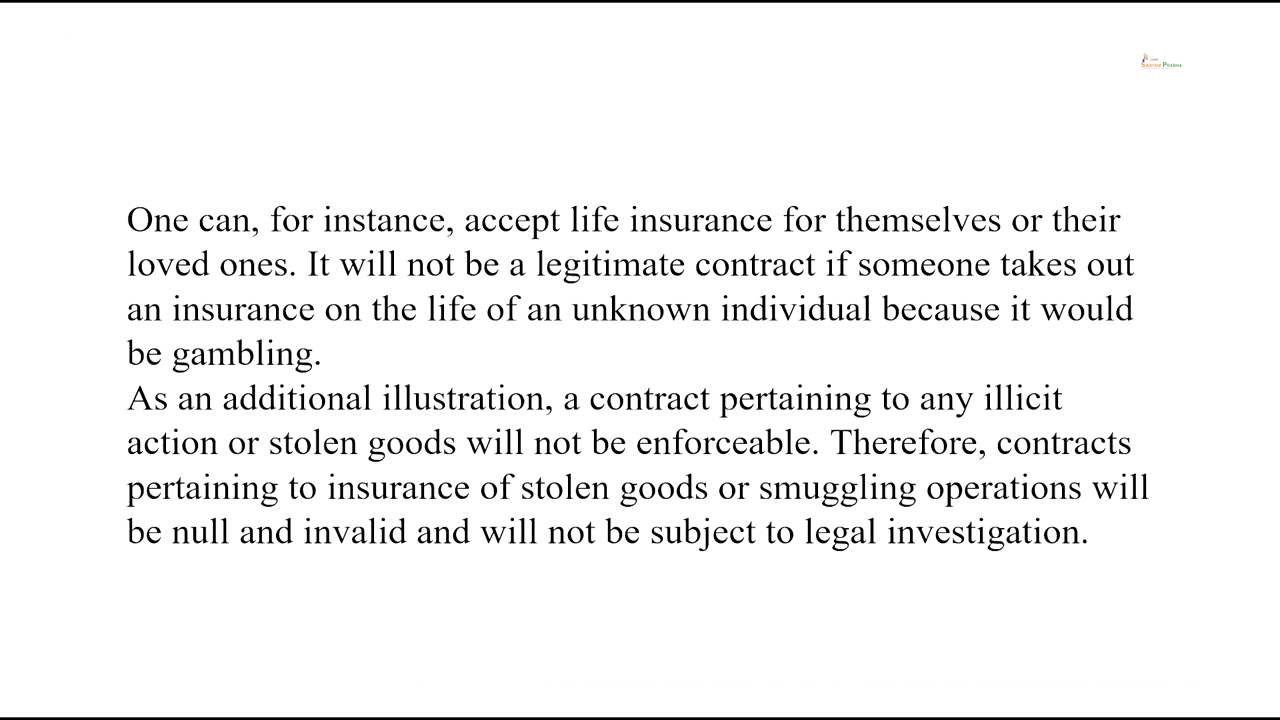 SWAYAM PRABHA
One can, for instance, accept life insurance for themselves or their
loved ones. It will not be a legitimate contract if someone takes out
an insurance on the life of an unknown individual because it would
be gambling.
As an additional illustration, a contract pertaining to any illicit
action or stolen goods will not be enforceable. Therefore, contracts
pertaining to insurance of stolen goods or smuggling operations will
be null and invalid and will not be subject to legal investigation.